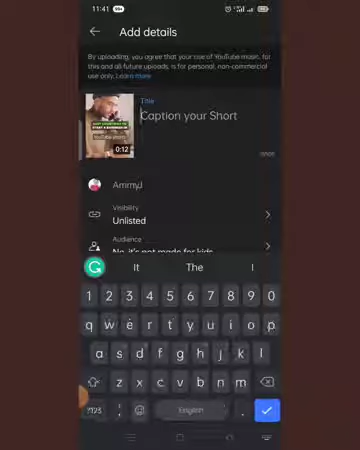 11:41 99+
Add details
By uploading, you agree that your use of YouTube music, for
this and all future uploads, is for personal, non-commercial
use only. Learn more
Title
Caption your Short
0:12
AmmyJ
Visibility
Unlisted
Audience
No, it's not made for kids
It The I
1 2 3 4 5 6 7 8 9 0
q w e r t y u i o p
a s d f g h j k l
z x c v b n m
?123 , English .